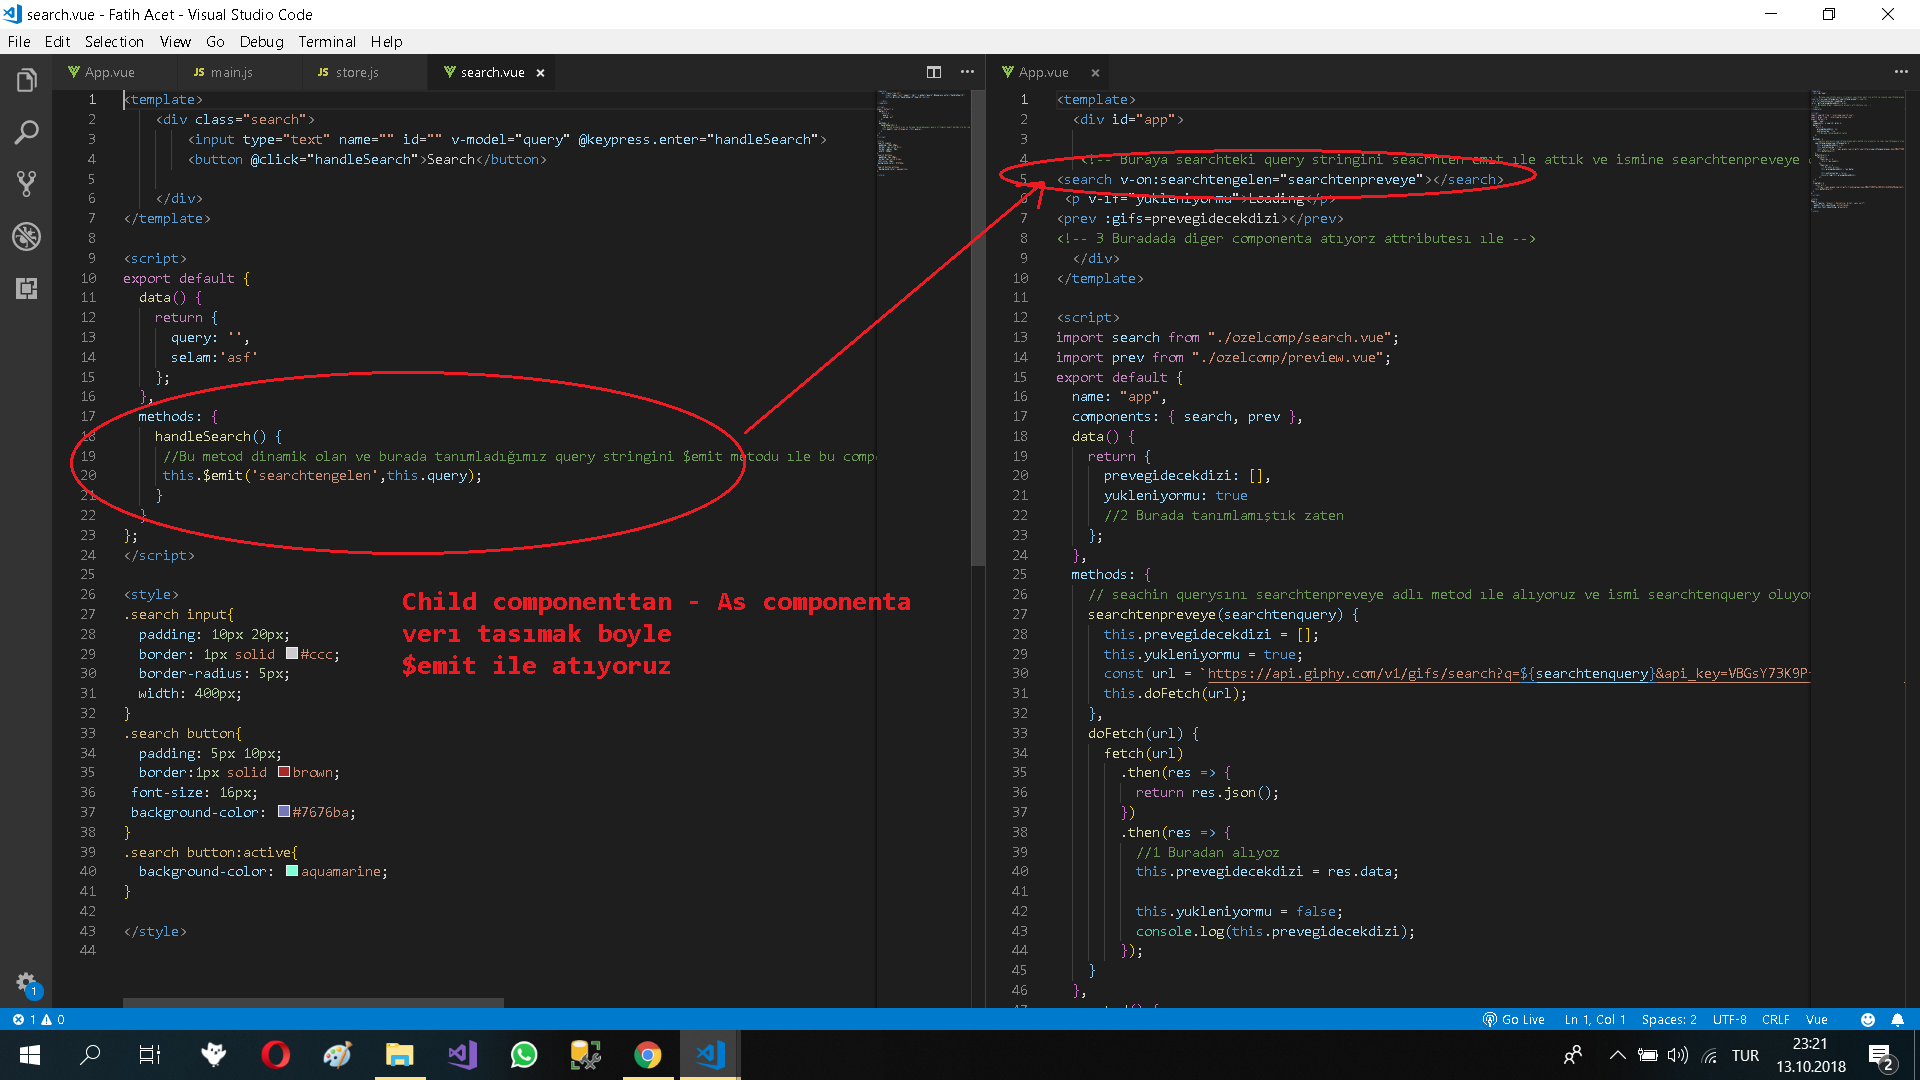 search.vue - Fatih Acet - Visual Studio Code
File Edit Selection View Go Debug Terminal Help
App.vue main.js store.js search.vue
JS JS
1 <template>
2 <div class="search">
3 <input type="text" name="" id="" v-model="query" @keypress.enter="handleSearch">
4 <button @click="handleSearch">Search</button>
5
6 </div>
7 </template>
8
9 <script>
10 export default {
11 data() {
12 return {
13 query: '',
14 selam:'asf'
15 };
16 },
17 methods: {
18 handleSearch() {
19 //Bu metod dinamik olan ve burada tanımladığımız query stringini $emit metodu ıle bu comp
20 this.$emit('searchtengelen',this.query);
21 }
22 }
23 };
24 </script>
25
26 <style>
27 .search input{
28 padding: 10px 20px;
29 border: 1px solid #ccc;
30 border-radius: 5px;
31 width: 400px;
32 }
33 .search button{
34 padding: 5px 10px;
35 border:1px solid brown;
36 font-size: 16px;
37 background-color: #7676ba;
38 }
39 .search button:active{
40 background-color: aquamarine;
41 }
42
43 </style>
44
Child componenttan - As componenta
verı tasımak boyle
$emit ile atıyoruz
App.vue
1 <template>
2 <div id="app">
3
4 <!-- Buraya searchteki query stringini seacrhten emit ıle attık ve ismine searchtenpreveye
5 <search v-on:searchtengelen="searchtenpreveye"></search>
6 <p v-if="yukleniyormu">Loading</p>
7 <prev :gifs=prevegidecekdizi></prev>
8 <!-- 3 Buradada diger componenta atıyorz attributesı ıle -->
9 </div>
10 </template>
11
12 <script>
13 import search from "./ozelcomp/search.vue";
14 import prev from "./ozelcomp/preview.vue";
15 export default {
16 name: "app",
17 components: { search, prev },
18 data() {
19 return {
20 prevegidecekdizi: [],
21 yukleniyormu: true
22 //2 Burada tanımlamıştık zaten
23 };
24 },
25 methods: {
26 // seachin querysını searchtenpreveye adlı metod ıle alıyoruz ve ismi searchtenquery oluyor
27 searchtenpreveye(searchtenquery) {
28 this.prevegidecekdizi = [];
29 this.yukleniyormu = true;
30 const url = `https://api.giphy.com/v1/gifs/search?q=${searchtenquery}&api_key=VBGsY73K9P
31 this.doFetch(url);
32 },
33 doFetch(url) {
34 fetch(url)
35 .then(res => {
36 return res.json();
37 })
38 .then(res => {
39 //1 Buradan alıyoz
40 this.prevegidecekdizi = res.data;
41
42 this.yukleniyormu = false;
43 console.log(this.prevegidecekdizi);
44 });
45 }
46 },
1
1 0
Go Live Ln 1, Col 1 Spaces: 2 UTF-8 CRLF Vue
TUR
23:21
13.10.2018
2